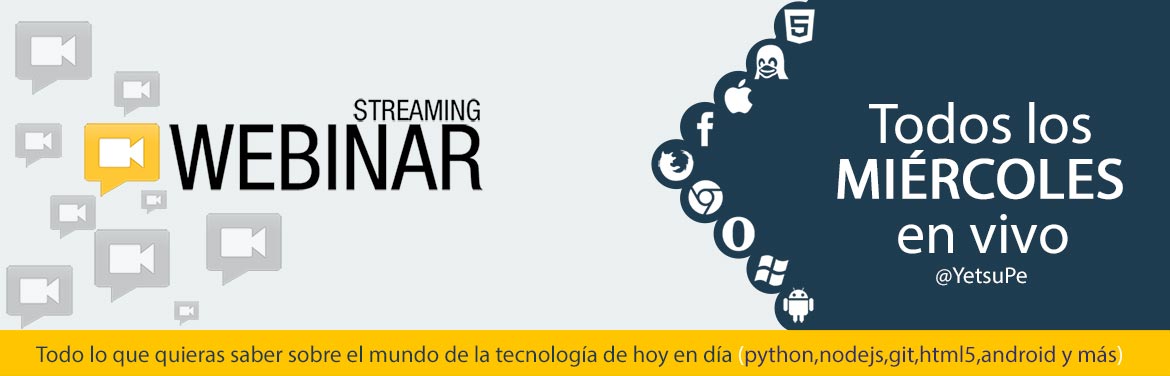 STREAMING
WEBINAR
Todos los
MIÉRCOLES
en vivo
@YetsuPe
Todo lo que quieras saber sobre el mundo de la tecnología de hoy en día (python,nodejs,git,html5,android y más)